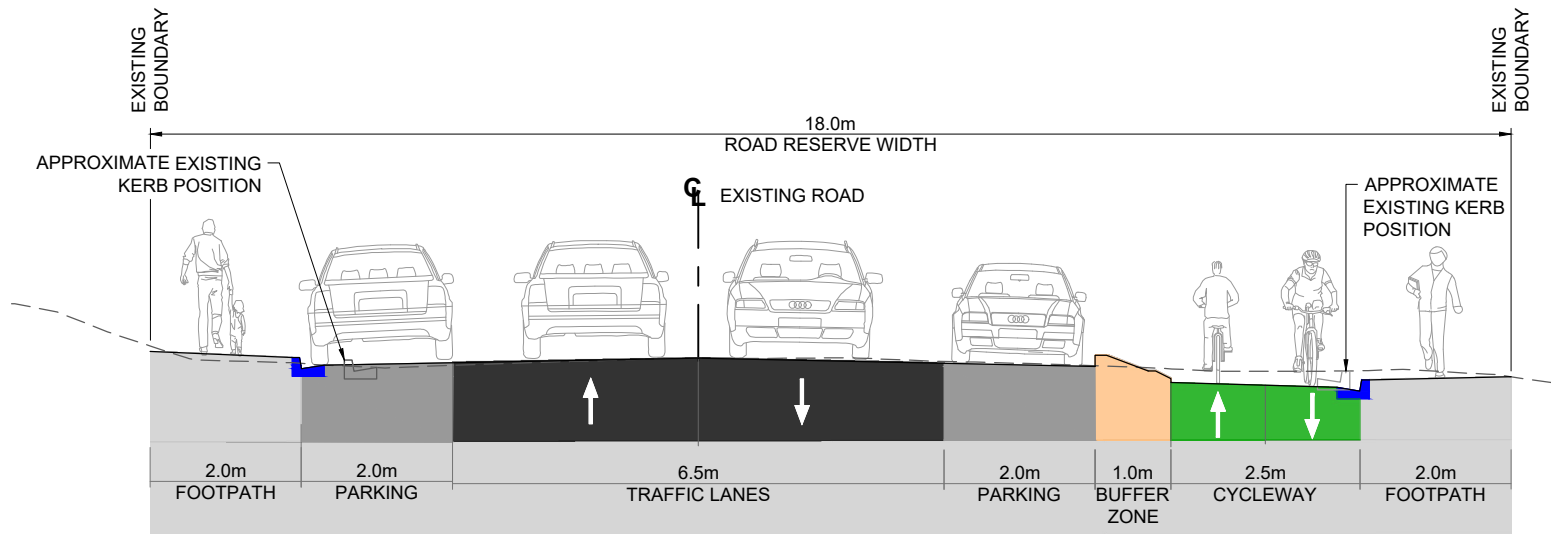 EXISTING
BOUNDARY
EXISTING
BOUNDARY
18.0m
ROAD RESERVE WIDTH
APPROXIMATE EXISTING
KERB POSITION
CL EXISTING ROAD
APPROXIMATE
EXISTING KERB
POSITION
2.0m
FOOTPATH
2.0m
PARKING
6.5m
TRAFFIC LANES
2.0m
PARKING
1.0m
BUFFER
ZONE
2.5m
CYCLEWAY
2.0m
FOOTPATH